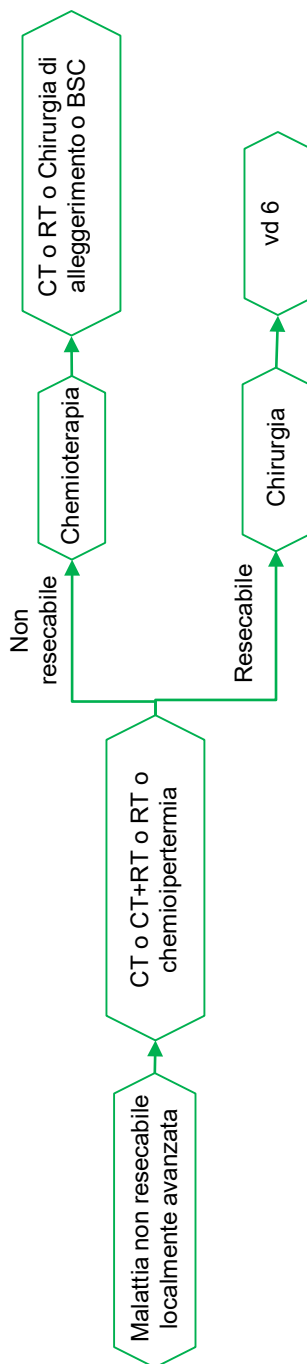 Malattia non resecabile
localmente avanzata
CT o CT+RT o RT o
chemioipertermia
Non
resecabile
Chemioterapia
CT o RT o Chirurgia di
alleggerimento o BSC
Resecabile
Chirurgia
vd 6